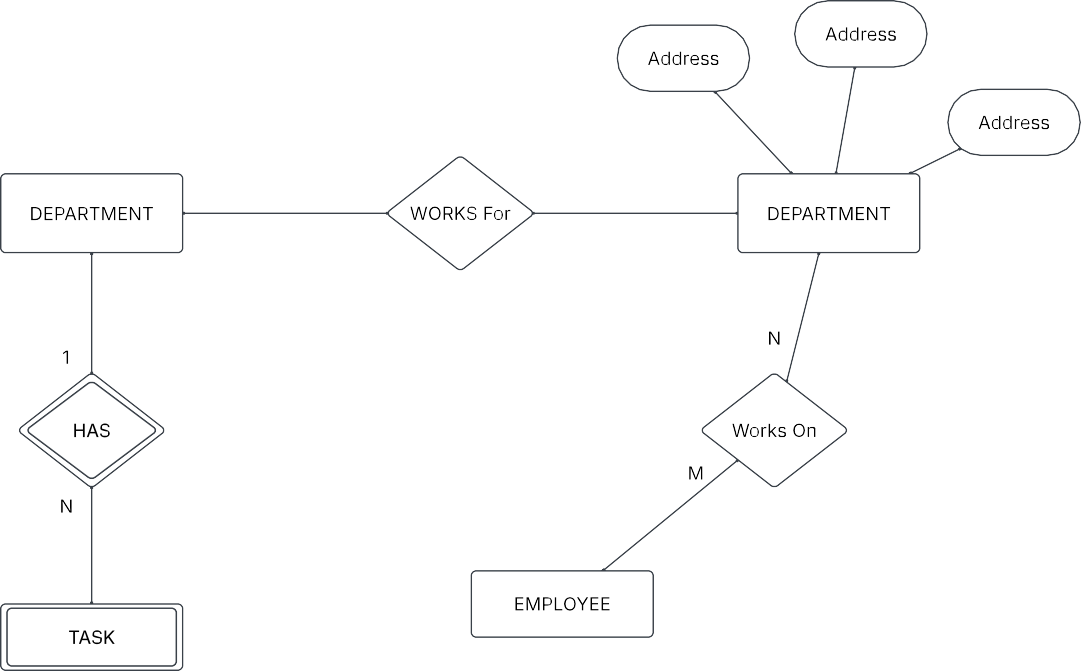 Address
Address
Address
DEPARTMENT
WORKS For
DEPARTMENT
N
1
HAS
Works On
M
N
EMPLOYEE
TASK